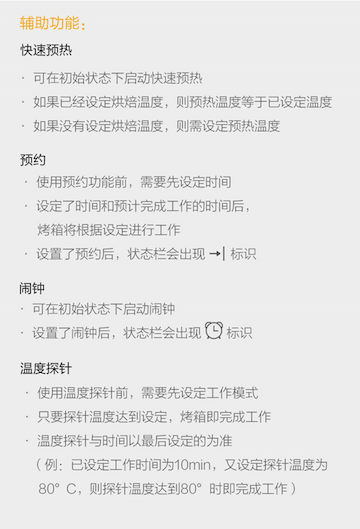 辅助功能：
快速预热
· 可在初始状态下启动快速预热
· 如果已经设定烘焙温度，则预热温度等于已设定温度
· 如果没有设定烘焙温度，则需设定预热温度
预约
· 使用预约功能前，需要先设定时间
· 设定了时间和预计完成工作的时间后，
烤箱将根据设定进行工作
· 设置了预约后，状态栏会出现 →| 标识
闹钟
· 可在初始状态下启动闹钟
· 设置了闹钟后，状态栏会出现 标识
温度探针
· 使用温度探针前，需要先设定工作模式
· 只要探针温度达到设定，烤箱即完成工作
· 温度探针与时间以最后设定的为准
（例：已设定工作时间为10min，又设定探针温度为
80° C，则探针温度达到80° 时即完成工作）